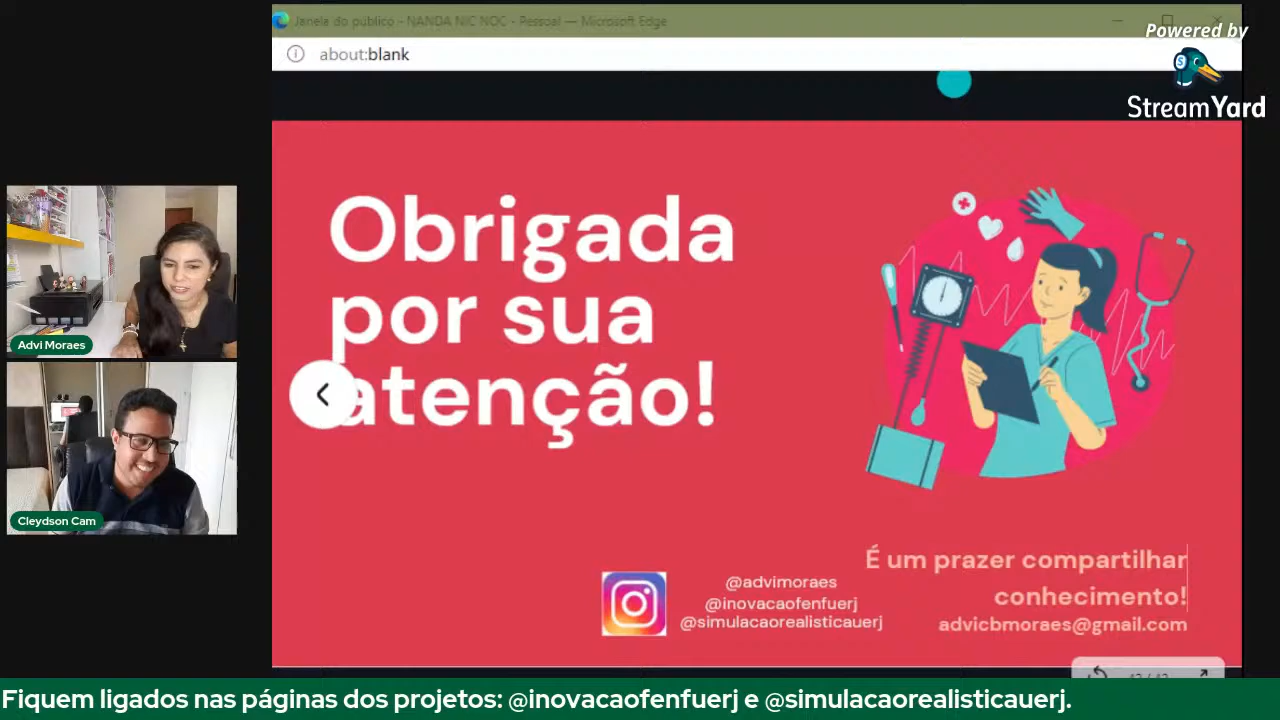 Janela do público - NANDA NIC NOC - Pessoal — Microsoft Edge
about:blank
Powered by
StreamYard
Obrigada
por sua
atenção!
Advi Moraes
Cleydson Cam
É um prazer compartilhar
conhecimento!
advicbmoraes@gmail.com
@advimoraes
@inovacaofenfuerj
@simulacaorealisticauerj
Fiquem ligados nas páginas dos projetos: @inovacaofenfuerj e @simulacaorealisticauerj.